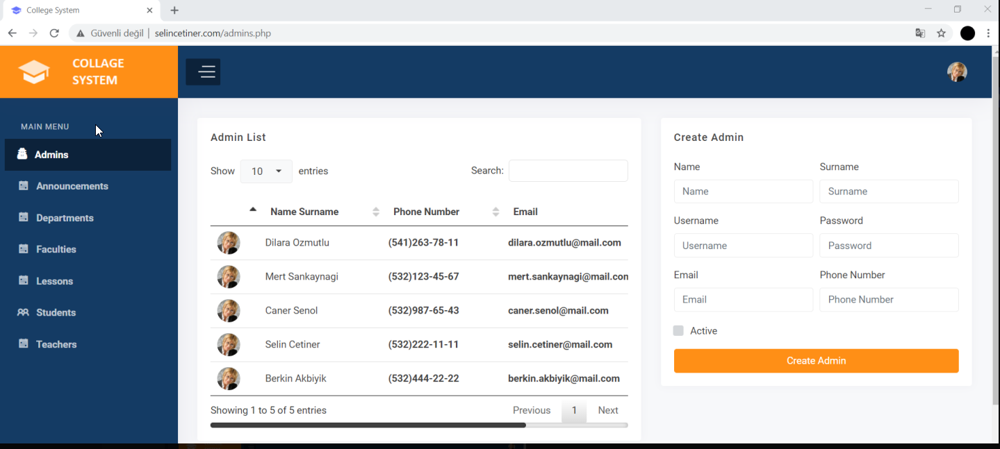 College System
Güvenli değil | selincetiner.com/admins.php
COLLAGE
SYSTEM
MAIN MENU
Admins
Announcements
Departments
Faculties
Lessons
Students
Teachers
Admin List
Show 10 entries Search:
Name Surname Phone Number Email
Dilara Ozmutlu (541)263-78-11 dilara.ozmutlu@mail.com
Mert Sankaynagi (532)123-45-67 mert.sankaynagi@mail.con
Caner Senol (532)987-65-43 caner.senol@mail.com
Selin Cetiner (532)222-11-11 selin.cetiner@mail.com
Berkin Akbiyik (532)444-22-22 berkin.akbiyik@mail.com
Showing 1 to 5 of 5 entries Previous 1 Next
Create Admin
Name Surname
Name Surname
Username Password
Username Password
Email Phone Number
Email Phone Number
Active
Create Admin